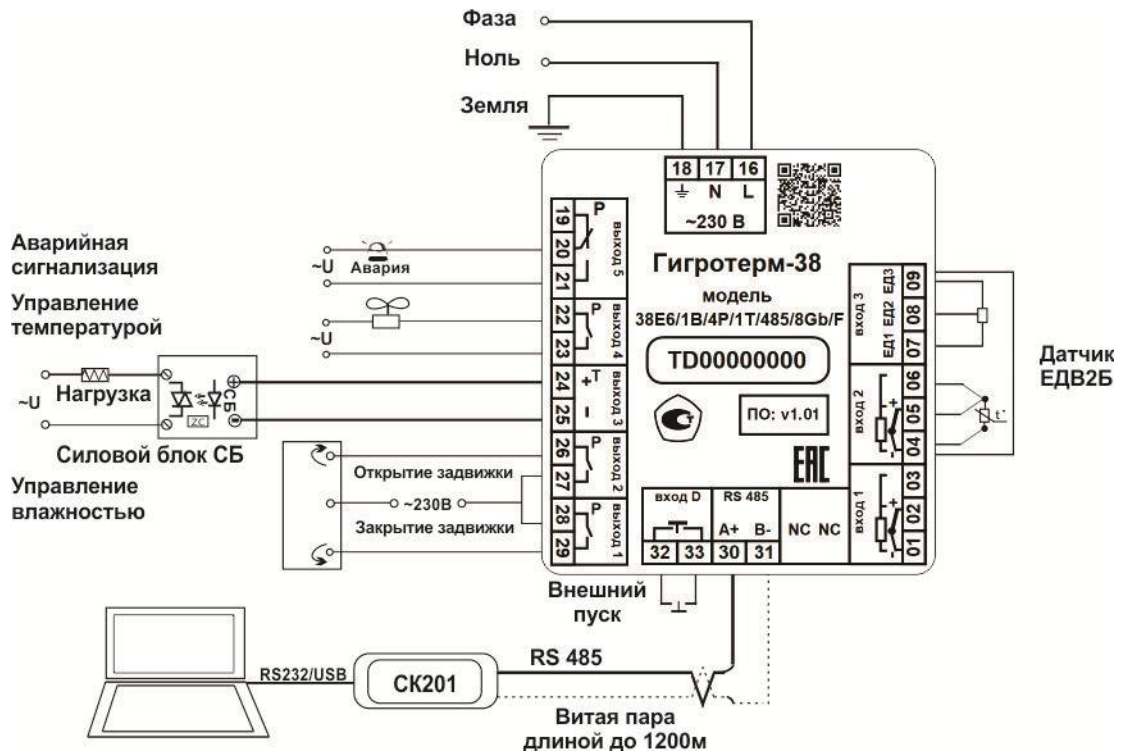 Фаза
Ноль
Земля
18 17 16
N L
~230 В
19 20 21 22 23 24 25 26 27 28 29
Р
выход 5
Р
выход 4
+Т
–
выход 3
Р
выход 2
Р
выход 1
Гигротерм-38
модель
38Е6/1В/4Р/1Т/485/8Gb/F
TD00000000
ПО: v1.01
СТ
ЕАС
09 08 07 06 05 04 03 02 01
ЕД1 ЕД2 ЕД3
вход 3
вход 2
+
-
вход 1
+
-
вход D
RS 485
A+ B-
NC NC
32 33 30 31
Аварийная
сигнализация
~U
Авария
Управление
температурой
~U
~U
Нагрузка
ZC
СБ
Силовой блок СБ
Управление
влажностью
Открытие задвижки
~230В
Закрытие задвижки
Датчик
ЕДВ2Б
t°
Внешний
пуск
RS232/USB
СК201
RS 485
Витая пара
длиной до 1200м